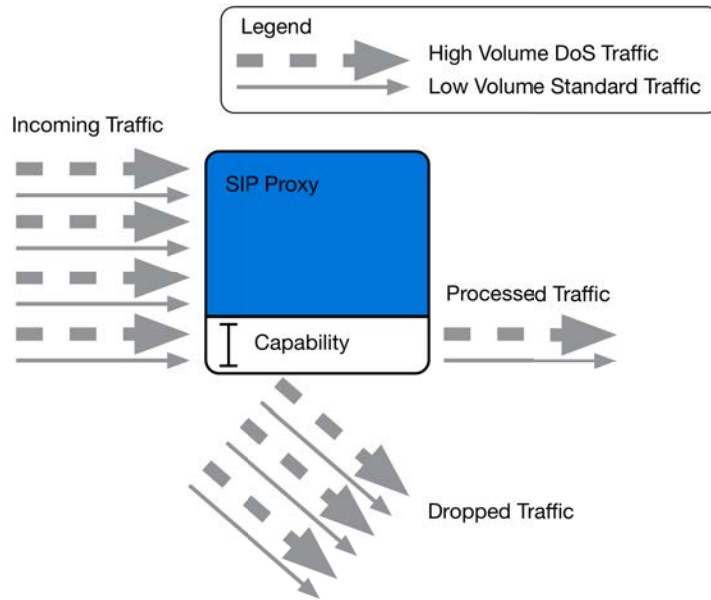 Legend
High Volume DoS Traffic
Low Volume Standard Traffic
Incoming Traffic
SIP Proxy
Processed Traffic
Capability
Dropped Traffic